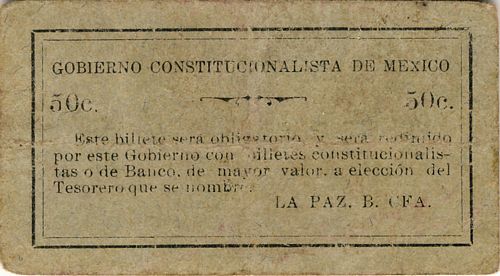 GOBIERNO CONSTITUCIONALISTA DE MEXICO
50c. 50c.
Este billete será obligatorio y será redimido
por este Gobierno con billetes constitucionalis-
tas o de Banco, de mayor valor, a elección del
Tesorero que se nombre.
LA PAZ, B. CFA.